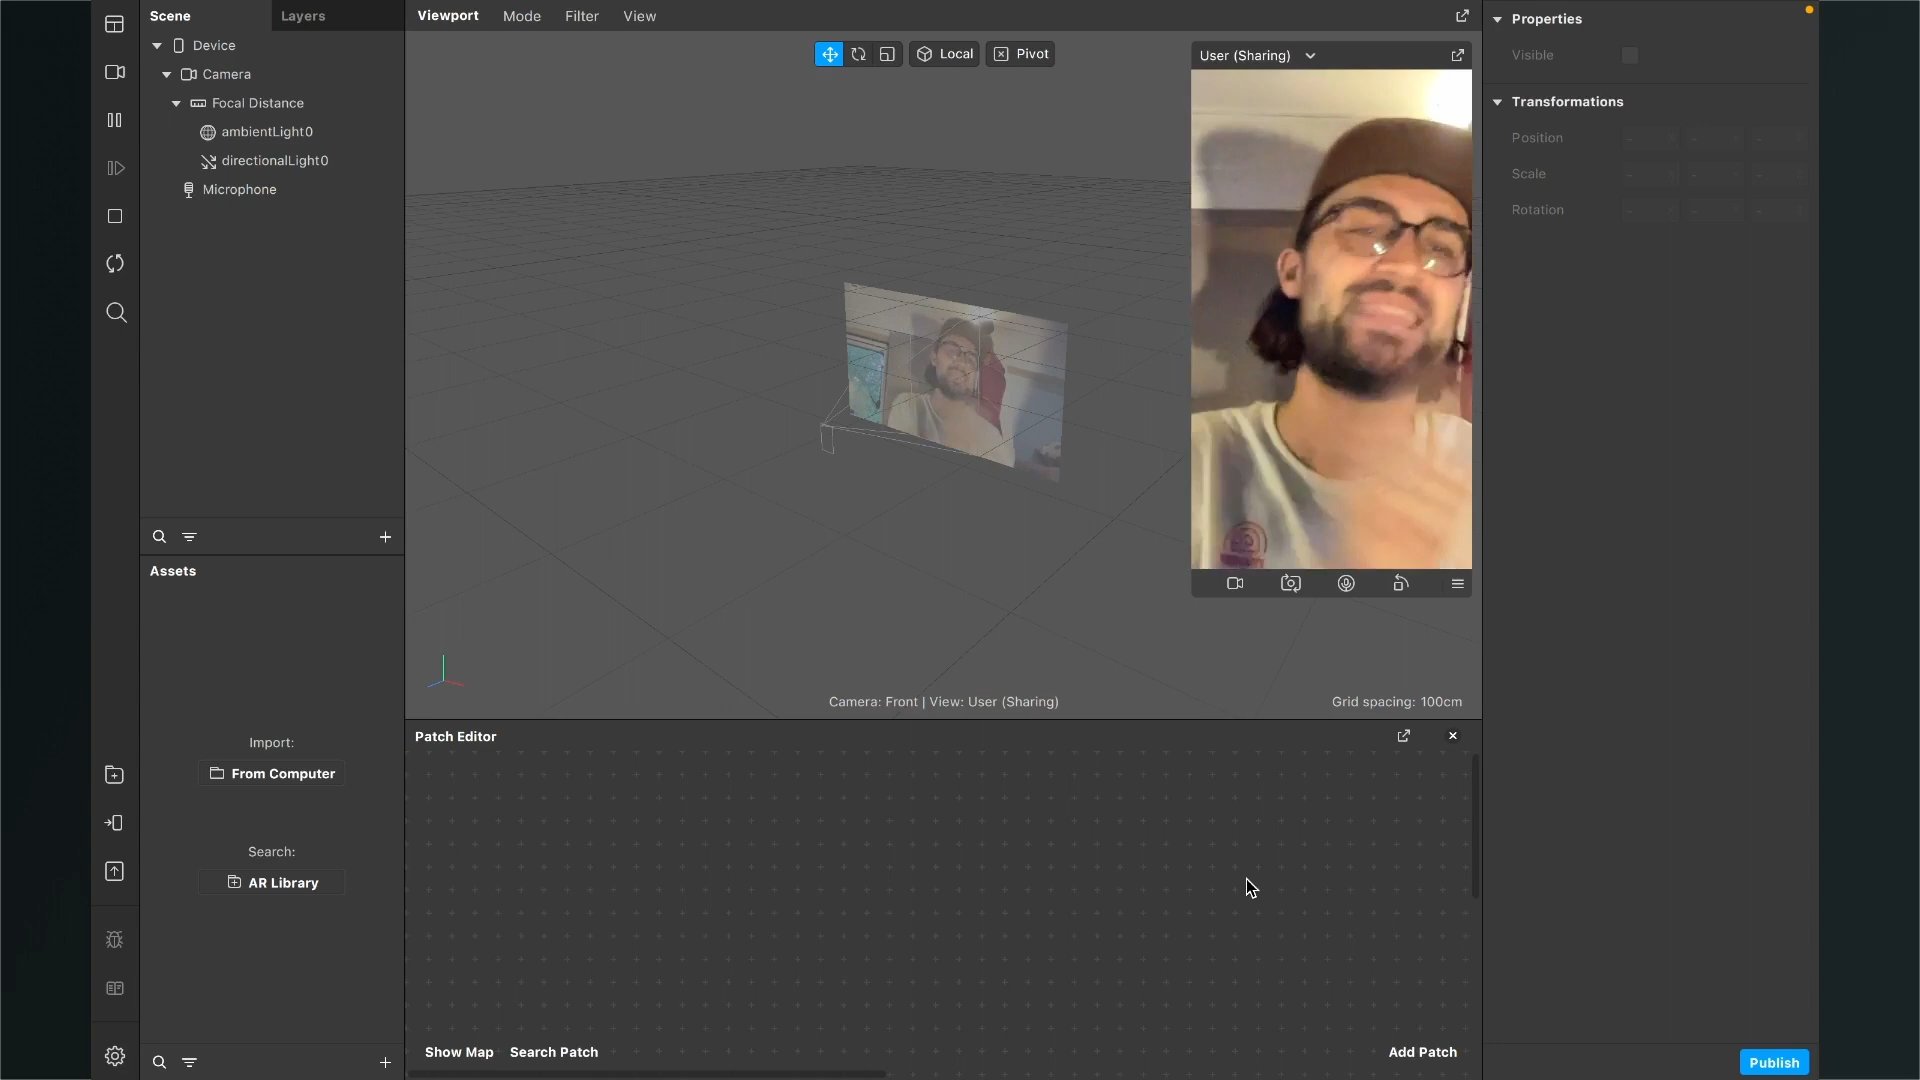 Scene
Layers
Device
Camera
Focal Distance
ambientLight0
directionalLight0
Microphone
Assets
Import:
From Computer
Search:
AR Library
Viewport
Mode
Filter
View
Local
Pivot
User (Sharing)
Camera: Front | View: User (Sharing)
Grid spacing: 100cm
Patch Editor
Show Map
Search Patch
Add Patch
Properties
Visible
Transformations
Position
Scale
Rotation
Publish